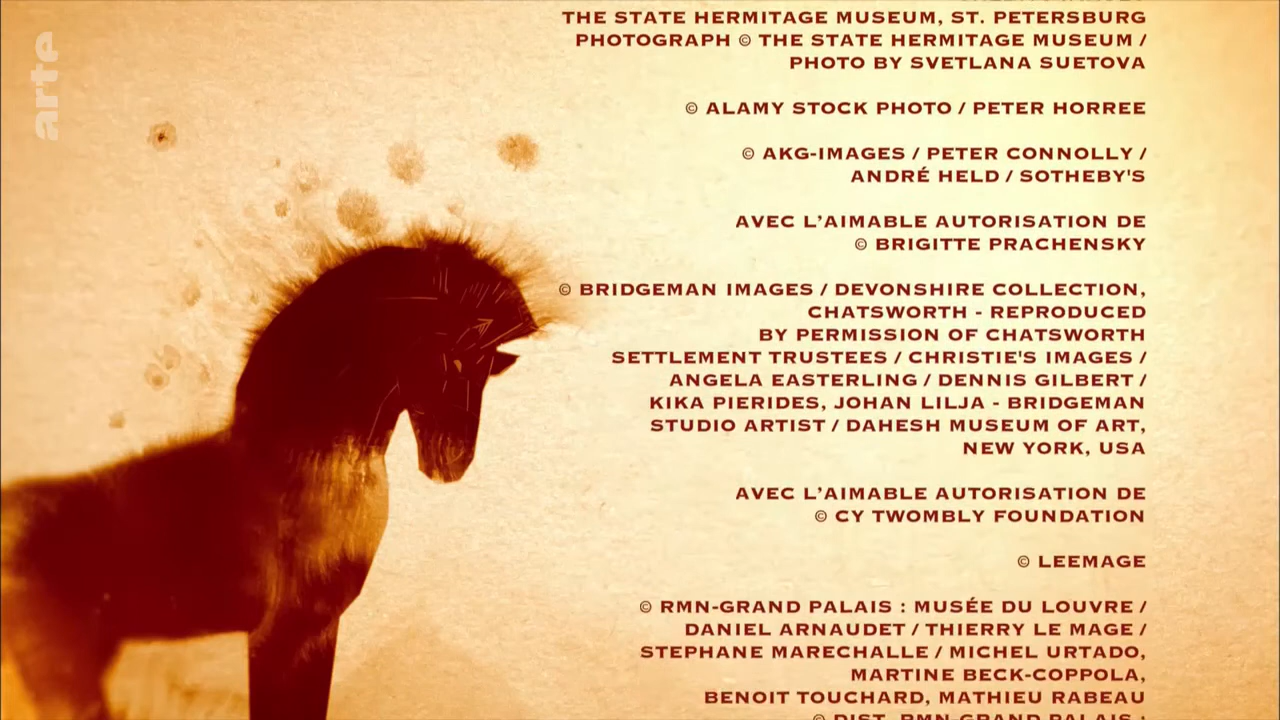 arte
THE STATE HERMITAGE MUSEUM, ST. PETERSBURG
PHOTOGRAPH © THE STATE HERMITAGE MUSEUM /
PHOTO BY SVETLANA SUETOVA
© ALAMY STOCK PHOTO / PETER HORREE
© AKG-IMAGES / PETER CONNOLLY /
ANDRÉ HELD / SOTHEBY'S
AVEC L’AIMABLE AUTORISATION DE
© BRIGITTE PRACHENSKY
© BRIDGEMAN IMAGES / DEVONSHIRE COLLECTION,
CHATSWORTH - REPRODUCED
BY PERMISSION OF CHATSWORTH
SETTLEMENT TRUSTEES / CHRISTIE'S IMAGES /
ANGELA EASTERLING / DENNIS GILBERT /
KIKA PIERIDES, JOHAN LILJA - BRIDGEMAN
STUDIO ARTIST / DAHESH MUSEUM OF ART,
NEW YORK, USA
AVEC L’AIMABLE AUTORISATION DE
© CY TWOMBLY FOUNDATION
© LEEMAGE
© RMN-GRAND PALAIS : MUSÉE DU LOUVRE /
DANIEL ARNAUDET / THIERRY LE MAGE /
STEPHANE MARECHALLE / MICHEL URTADO,
MARTINE BECK-COPPOLA,
BENOIT TOUCHARD, MATHIEU RABEAU
© DIST. RMN-GRAND PALAIS :